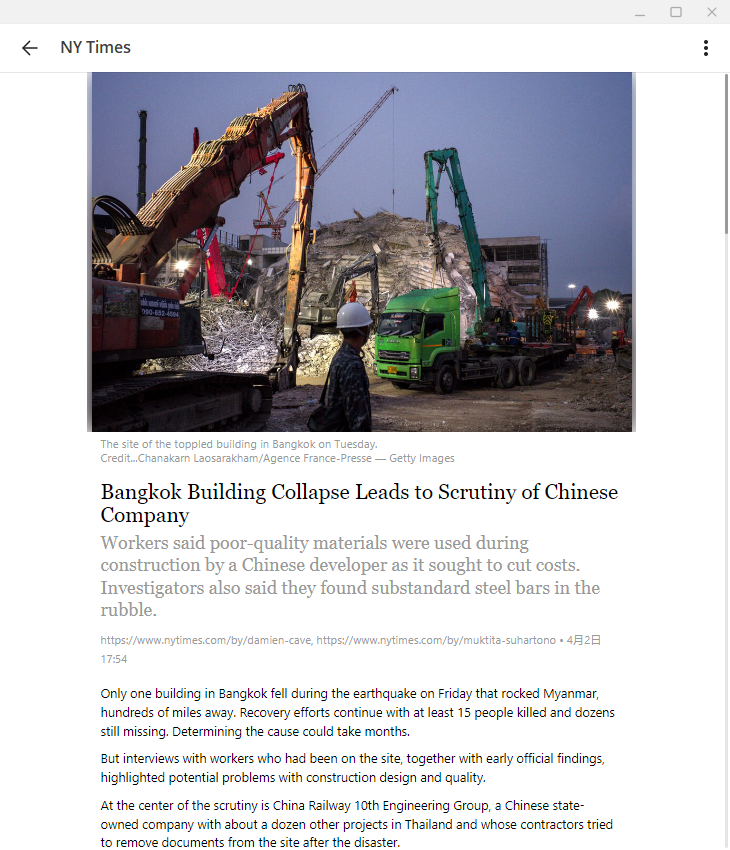 NY Times
090-652-4004
The site of the toppled building in Bangkok on Tuesday.
Credit...Chanakarn Laosarakham/Agence France-Presse — Getty Images
Bangkok Building Collapse Leads to Scrutiny of Chinese
Company
Workers said poor-quality materials were used during
construction by a Chinese developer as it sought to cut costs.
Investigators also said they found substandard steel bars in the
rubble.
https://www.nytimes.com/by/damien-cave, https://www.nytimes.com/by/muktita-suhartono • 4月2日
17:54
Only one building in Bangkok fell during the earthquake on Friday that rocked Myanmar,
hundreds of miles away. Recovery efforts continue with at least 15 people killed and dozens
still missing. Determining the cause could take months.
But interviews with workers who had been on the site, together with early official findings,
highlighted potential problems with construction design and quality.
At the center of the scrutiny is China Railway 10th Engineering Group, a Chinese state-
owned company with about a dozen other projects in Thailand and whose contractors tried
to remove documents from the site after the disaster.